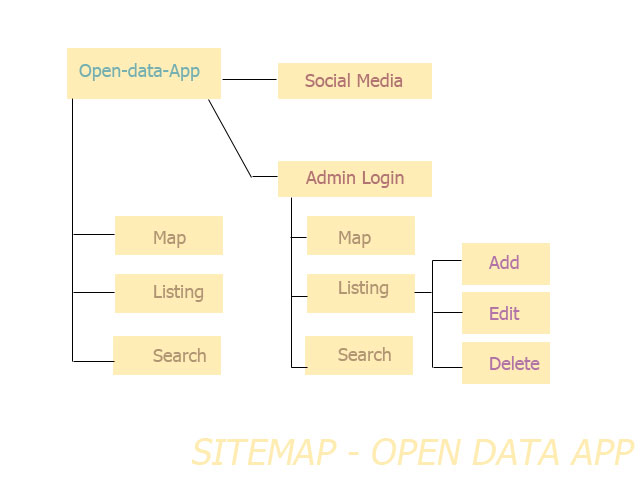 Open-data-App
Social Media
Admin Login
Map
Listing
Search
Map
Listing
Search
Add
Edit
Delete
SITEMAP - OPEN DATA APP